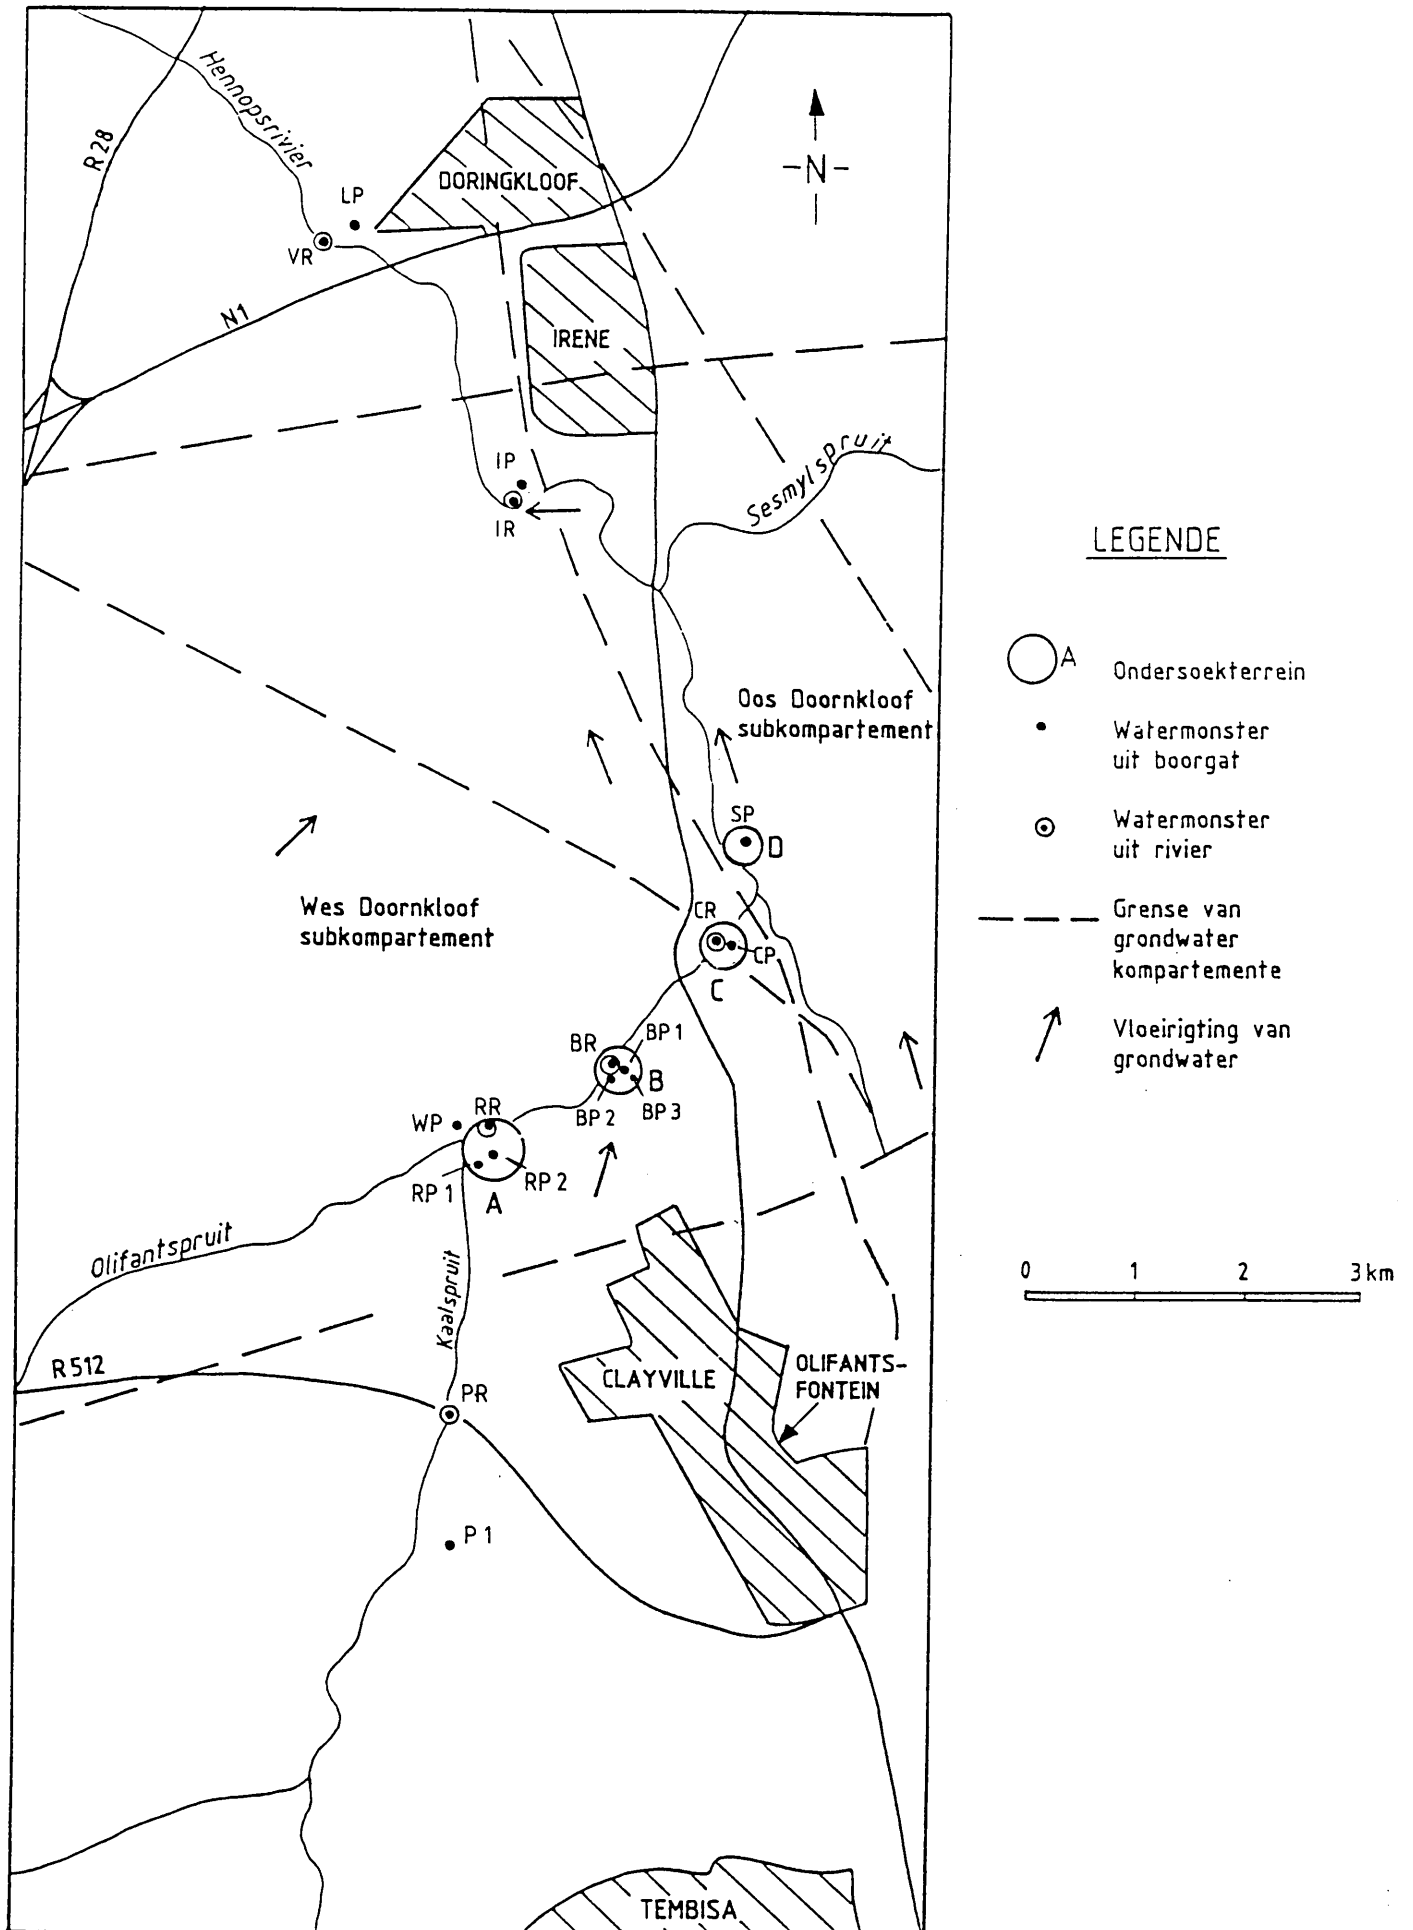 Hennopsrivier
R 28
-N-
DORINGKLOOF
LP
VR
N1
IRENE
IP
IR
Sesmylspruit
LEGENDE
A
Ondersoekterrein
Watermonster
uit boorgat
Watermonster
uit rivier
Grense van
grondwater
kompartemente
Vloeirigting van
grondwater
0 1 2 3 km
Oos Doornkloof
subkompartement
SP
D
Wes Doornkloof
subkompartement
CR
CP
C
BR
BP 1
B
BP 2
BP 3
WP
RR
RP 1
RP 2
A
Olifantspruit
Kaalspruit
R 512
PR
CLAYVILLE
OLIFANTS-
FONTEIN
P 1
TEMBISA